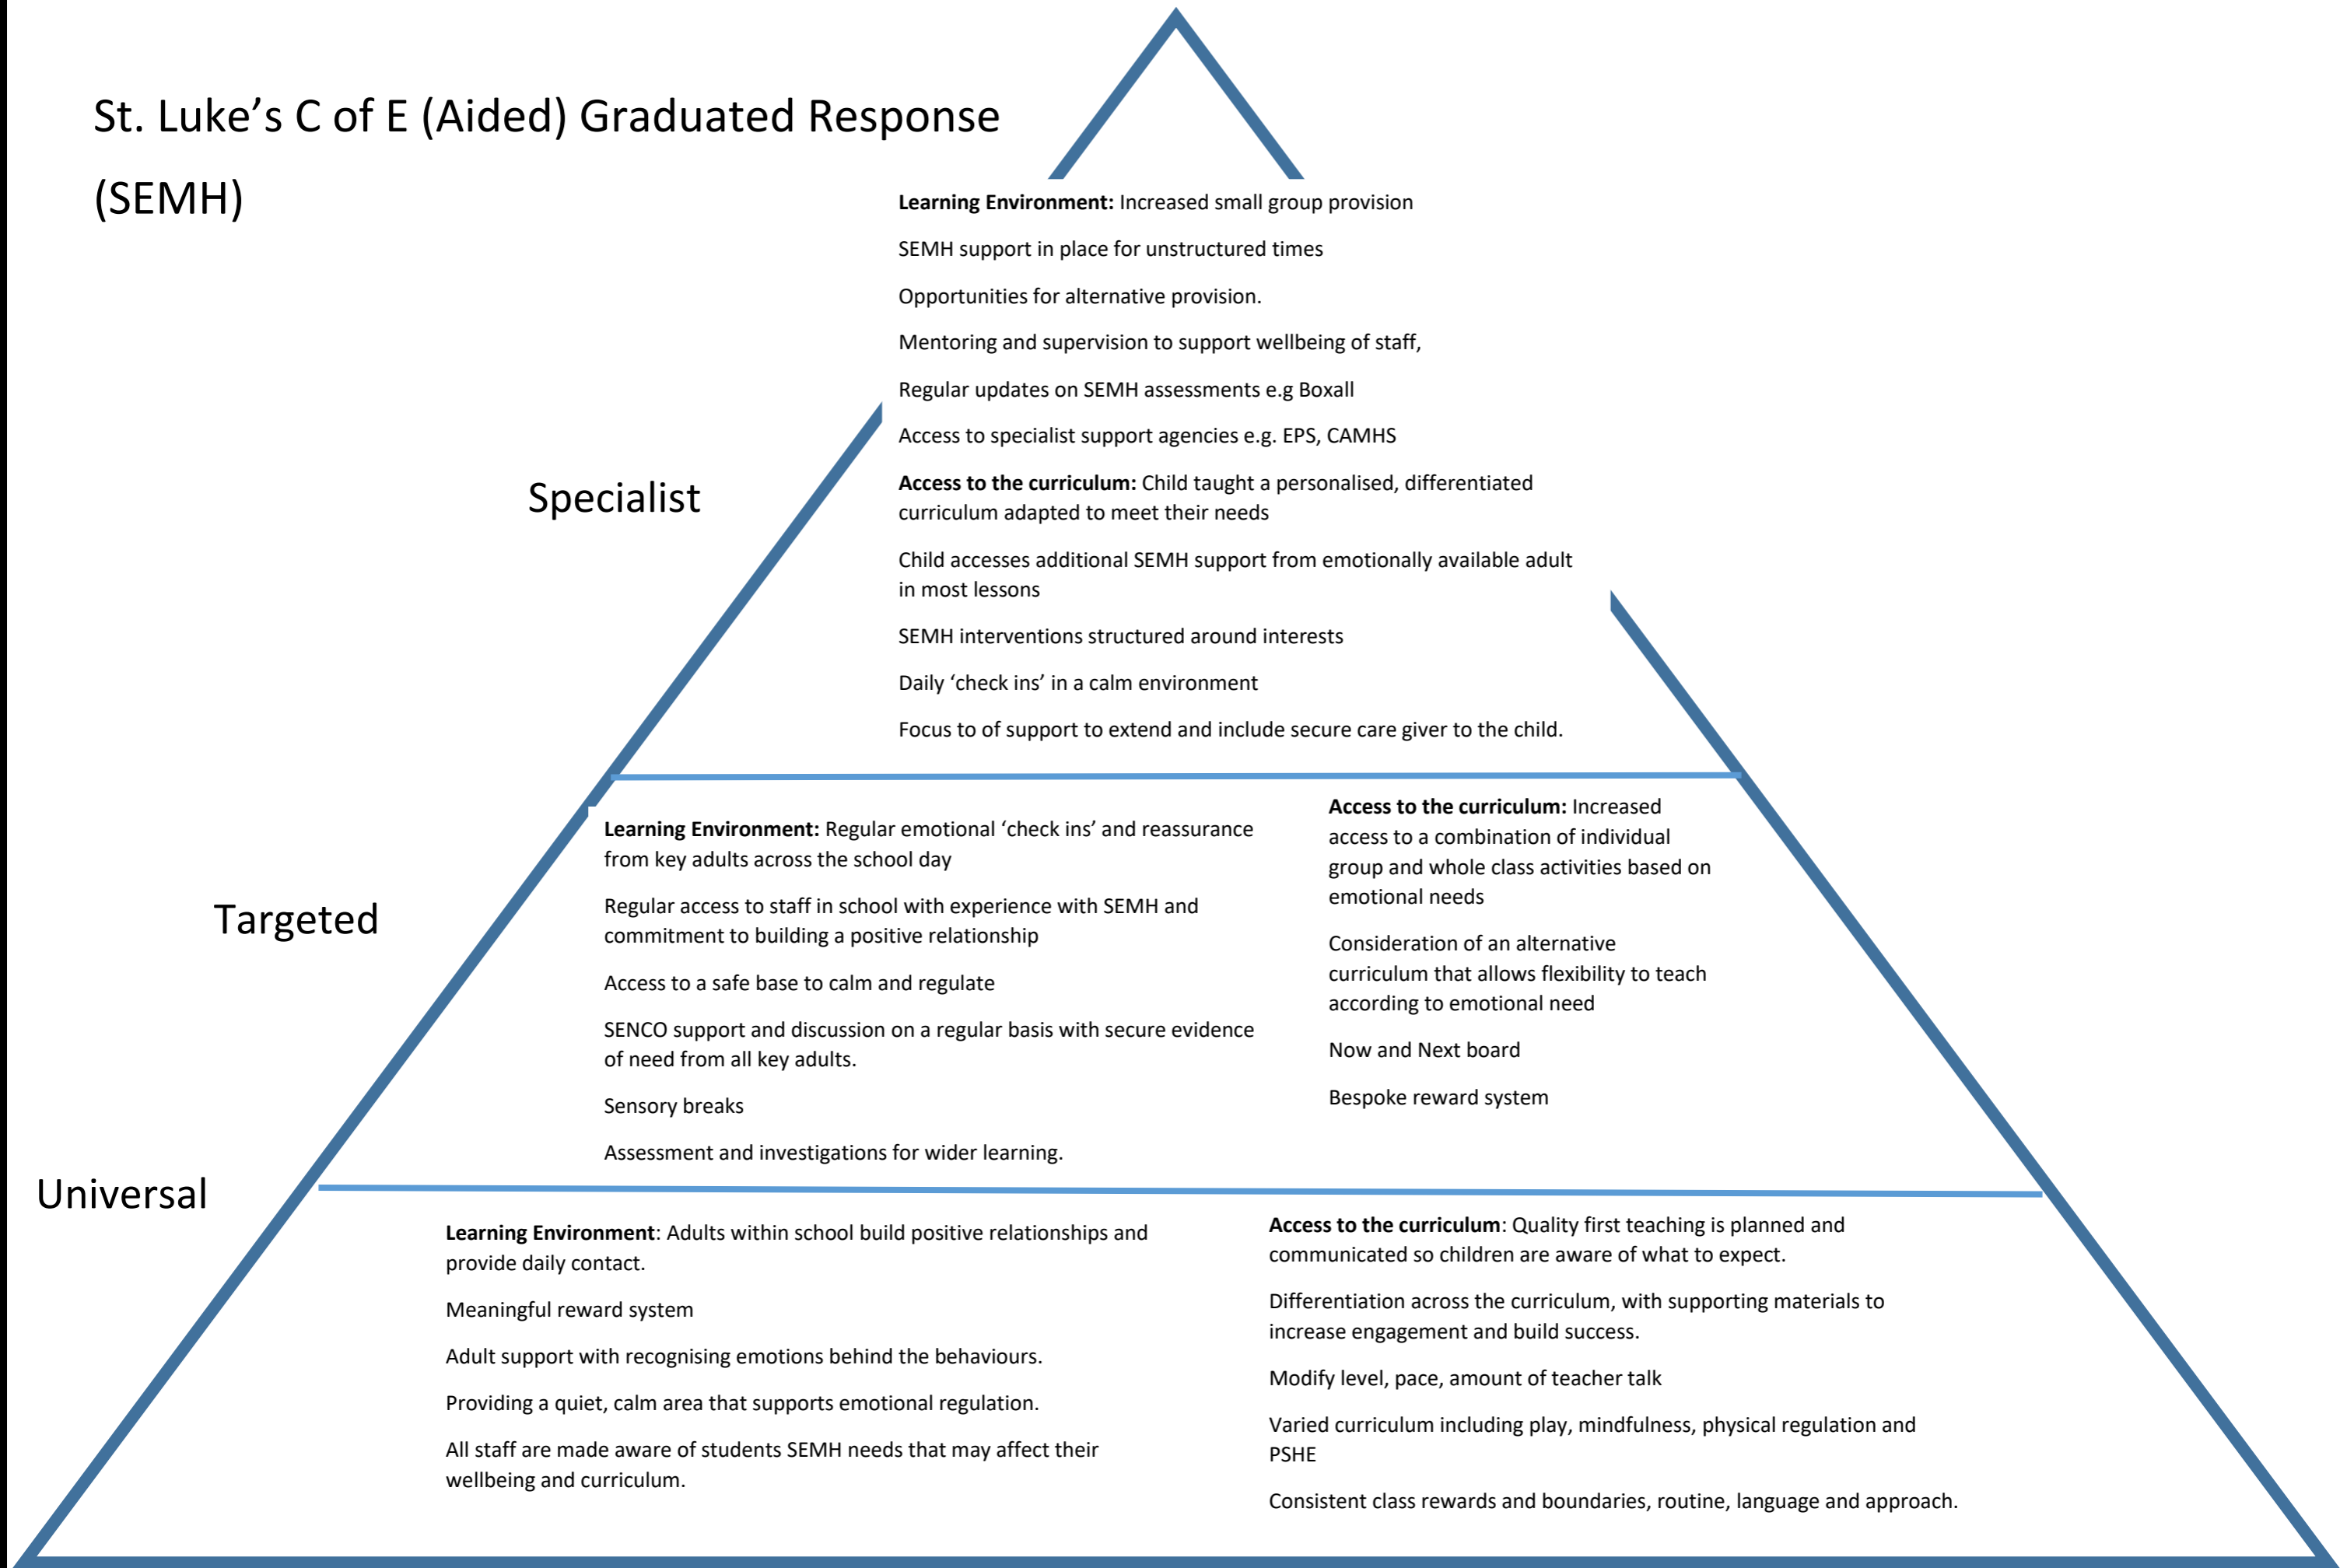 St. Luke’s C of E (Aided) Graduated Response
(SEMH)
Learning Environment: Increased small group provision
SEMH support in place for unstructured times
Opportunities for alternative provision.
Mentoring and supervision to support wellbeing of staff,
Regular updates on SEMH assessments e.g Boxall
Access to specialist support agencies e.g. EPS, CAMHS
Access to the curriculum: Child taught a personalised, differentiated
curriculum adapted to meet their needs
Child accesses additional SEMH support from emotionally available adult
in most lessons
SEMH interventions structured around interests
Daily ‘check ins’ in a calm environment
Focus to of support to extend and include secure care giver to the child.
Specialist
Learning Environment: Regular emotional ‘check ins’ and reassurance
from key adults across the school day
Regular access to staff in school with experience with SEMH and
commitment to building a positive relationship
Access to a safe base to calm and regulate
SENCO support and discussion on a regular basis with secure evidence
of need from all key adults.
Sensory breaks
Assessment and investigations for wider learning.
Access to the curriculum: Increased
access to a combination of individual
group and whole class activities based on
emotional needs
Consideration of an alternative
curriculum that allows flexibility to teach
according to emotional need
Now and Next board
Bespoke reward system
Targeted
Universal
Learning Environment: Adults within school build positive relationships and
provide daily contact.
Meaningful reward system
Adult support with recognising emotions behind the behaviours.
Providing a quiet, calm area that supports emotional regulation.
All staff are made aware of students SEMH needs that may affect their
wellbeing and curriculum.
Access to the curriculum: Quality first teaching is planned and
communicated so children are aware of what to expect.
Differentiation across the curriculum, with supporting materials to
increase engagement and build success.
Modify level, pace, amount of teacher talk
Varied curriculum including play, mindfulness, physical regulation and
PSHE
Consistent class rewards and boundaries, routine, language and approach.